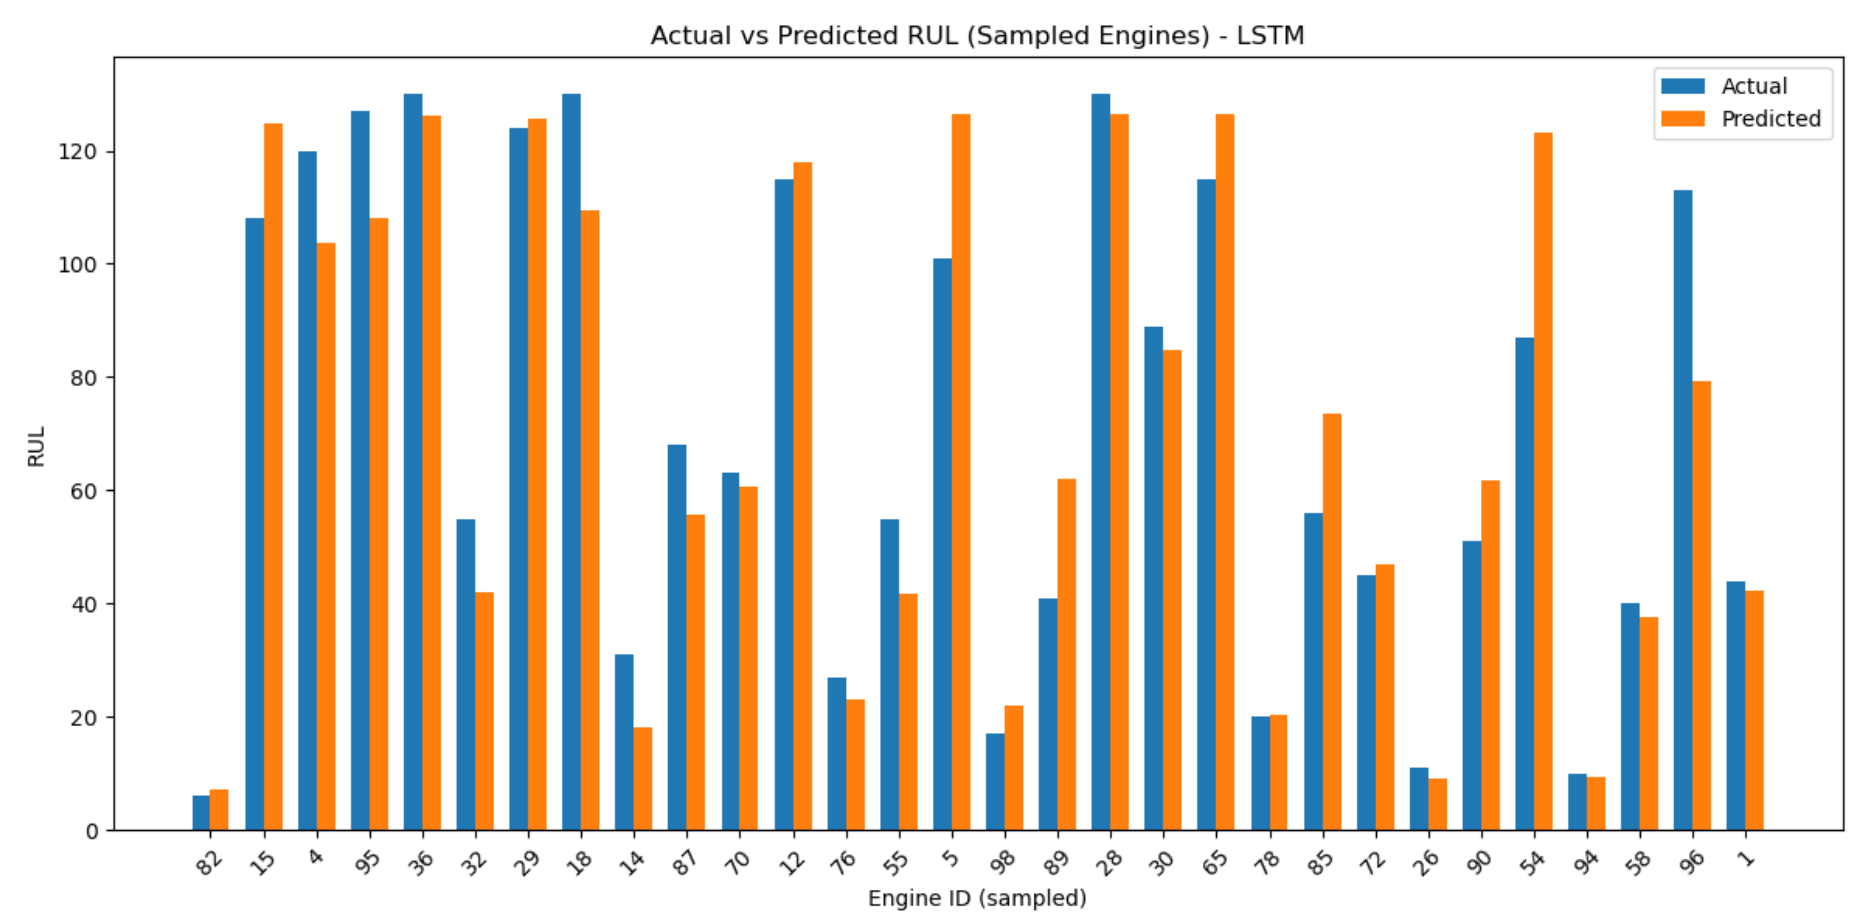 Actual vs Predicted RUL (Sampled Engines) - LSTM
Actual
Predicted
RUL
120
100
80
60
40
20
0
82 15 4 95 36 32 29 18 14 87 70 12 76 55 5 98 89 28 30 65 78 85 72 26 90 54 94 58 96 1
Engine ID (sampled)